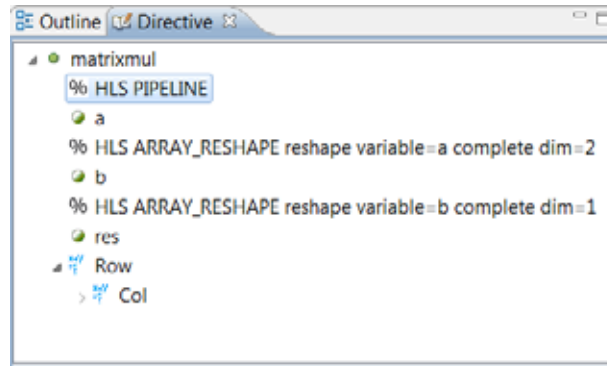 Outline Directive
matrixmul
% HLS PIPELINE
a
% HLS ARRAY_RESHAPE reshape variable=a complete dim=2
b
% HLS ARRAY_RESHAPE reshape variable=b complete dim=1
res
Row
Col